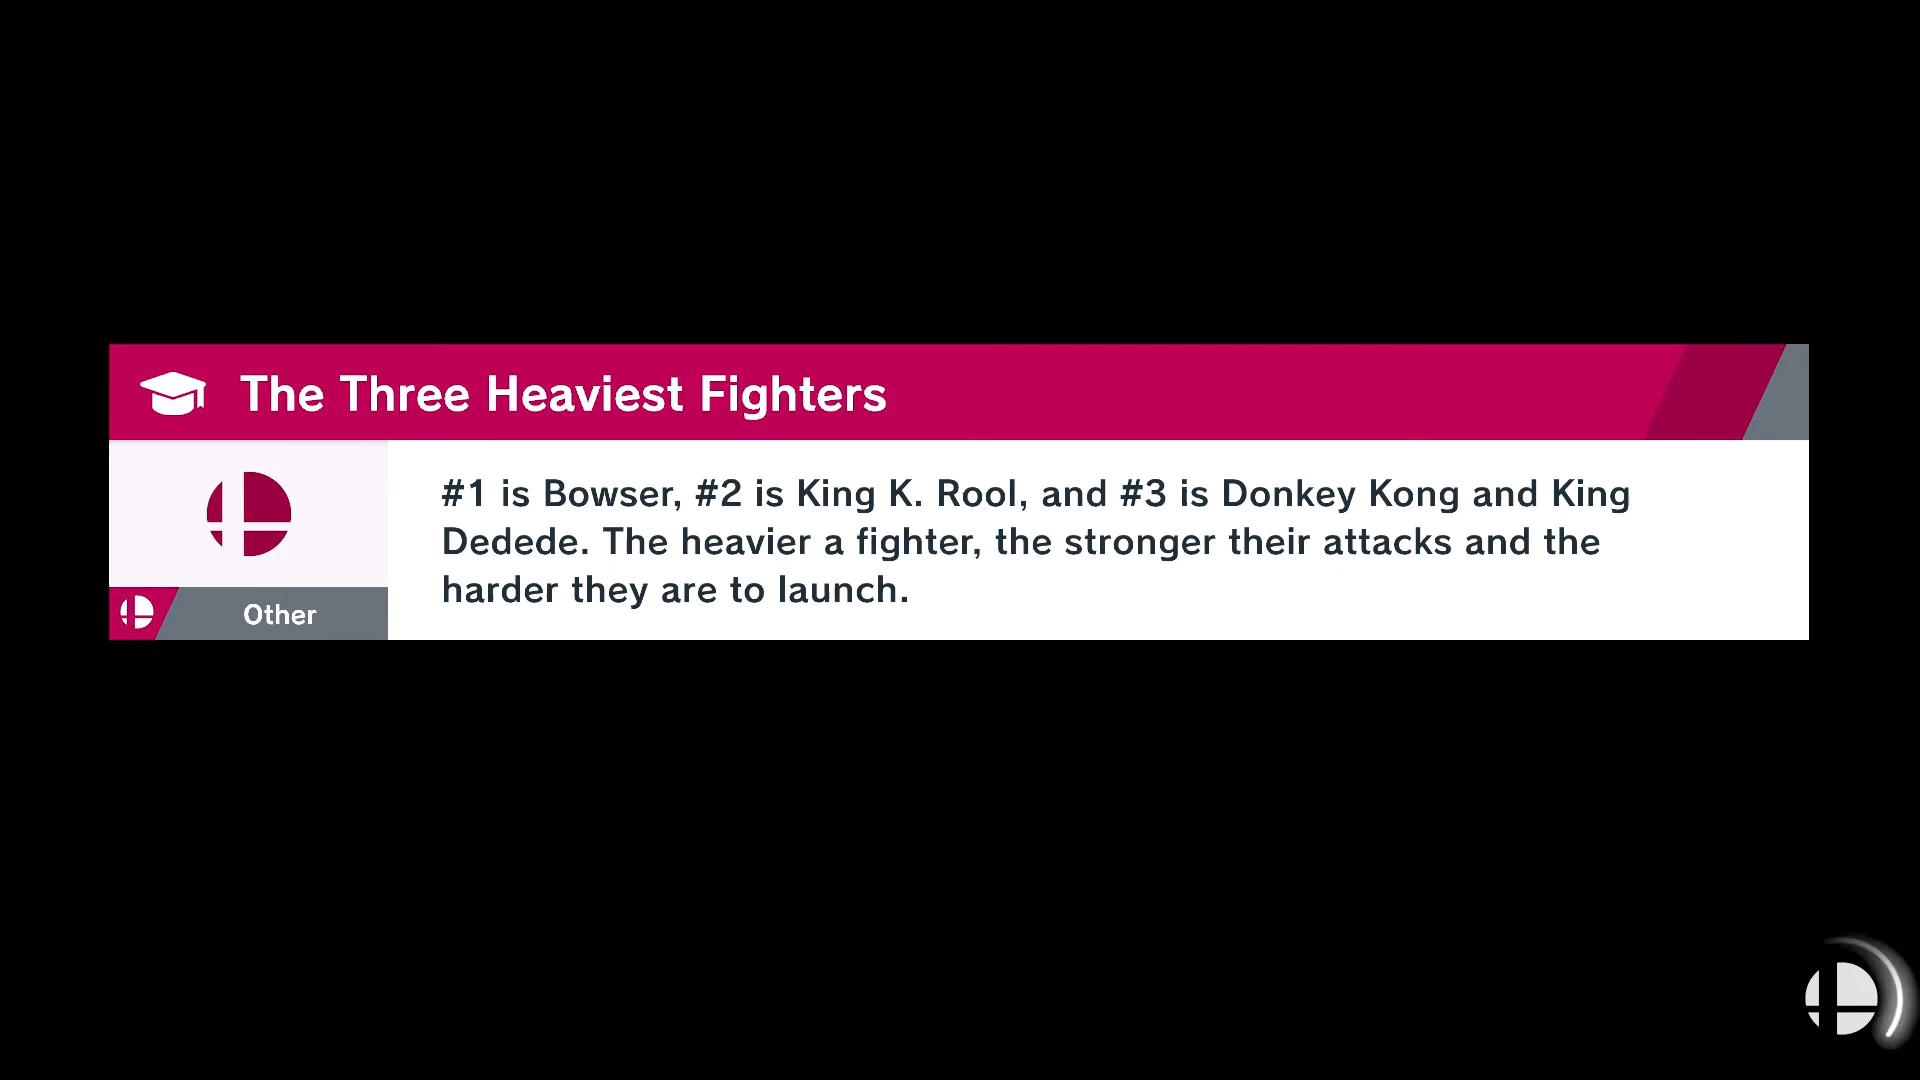 The Three Heaviest Fighters
#1 is Bowser, #2 is King K. Rool, and #3 is Donkey Kong and King
Dedede. The heavier a fighter, the stronger their attacks and the
harder they are to launch.
Other